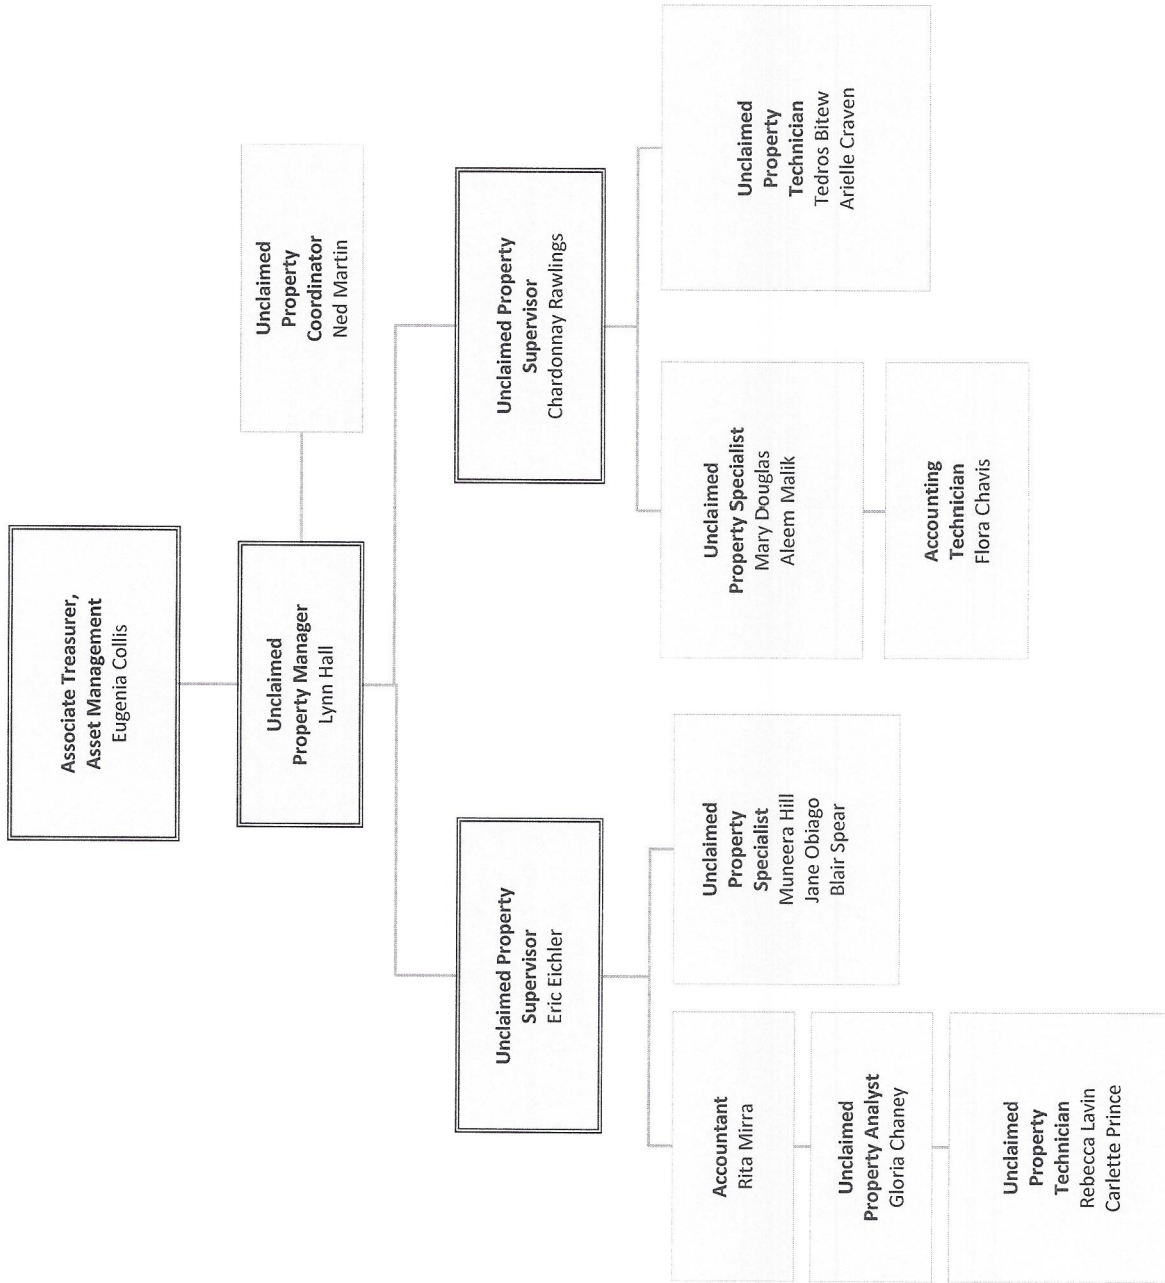 Associate Treasurer,
Asset Management
Eugenia Collis
Unclaimed
Property Manager
Lynn Hall
Unclaimed
Property
Coordinator
Ned Martin
Unclaimed Property
Supervisor
Eric Eichler
Unclaimed Property
Supervisor
Chardonnay Rawlings
Accountant
Rita Mirra
Unclaimed
Property Analyst
Gloria Chaney
Unclaimed
Property
Technician
Rebecca Lavin
Carlette Prince
Unclaimed
Property
Specialist
Muneera Hill
Jane Obiago
Blair Spear
Unclaimed
Property Specialist
Mary Douglas
Aleem Malik
Accounting
Technician
Flora Chavis
Unclaimed
Property
Technician
Tedros Bitew
Arielle Craven